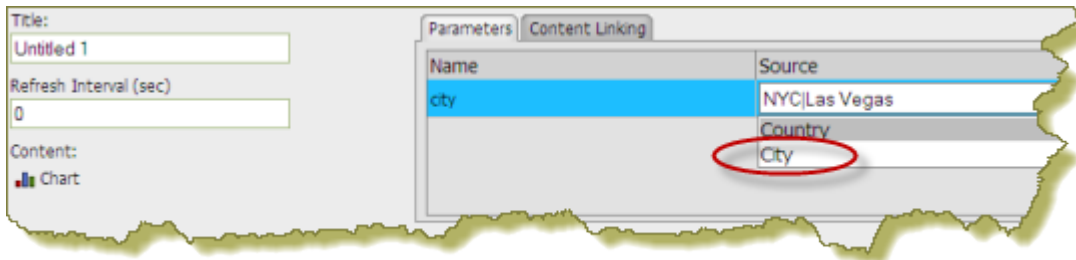 Title:
Untitled 1
Refresh Interval (sec)
0
Content:
Chart
Parameters Content Linking
Name Source
city NYC|Las Vegas
Country
City